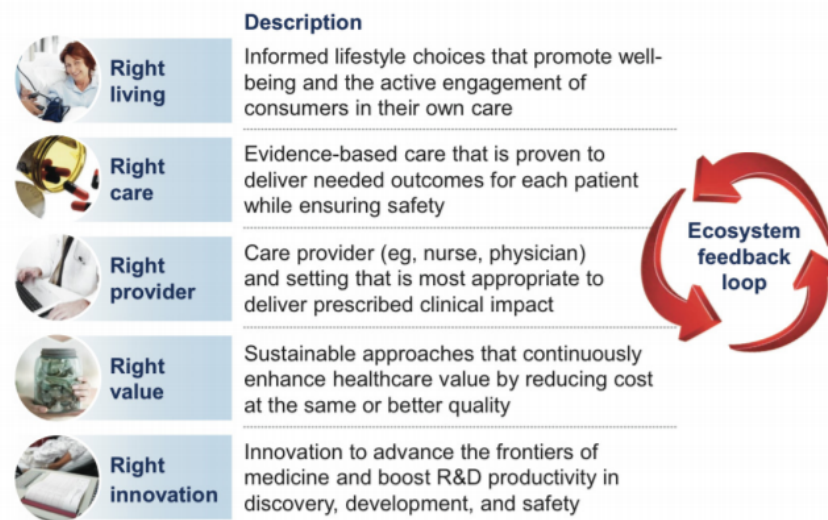 Description
Right
living
Informed lifestyle choices that promote well-
being and the active engagement of
consumers in their own care
Right
care
Evidence-based care that is proven to
deliver needed outcomes for each patient
while ensuring safety
Right
provider
Care provider (eg, nurse, physician)
and setting that is most appropriate to
deliver prescribed clinical impact
Right
value
Sustainable approaches that continuously
enhance healthcare value by reducing cost
at the same or better quality
Right
innovation
Innovation to advance the frontiers of
medicine and boost R&D productivity in
discovery, development, and safety
Ecosystem
feedback
loop